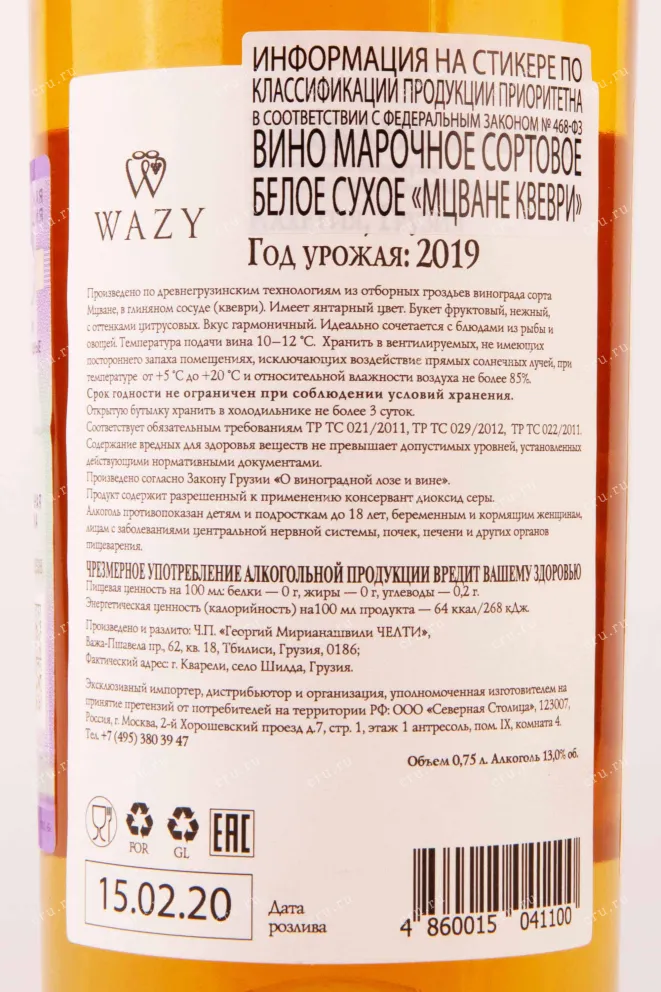 ИНФОРМАЦИЯ НА СТИКЕРЕ ПО
КЛАССИФИКАЦИИ ПРОДУКЦИИ ПРИОРИТЕТНА
В СООТВЕТСТВИИ С ФЕДЕРАЛЬНЫМ ЗАКОНОМ № 468-ФЗ
ВИНО МАРОЧНОЕ СОРТОВОЕ
БЕЛОЕ СУХОЕ «МЦВАНЕ КВЕВРИ»
WAZY
Год урожая: 2019
Произведено по древнегрузинским технологиям из отборных гроздьев винограда сорта
Мцване, в глиняном сосуде (квеври). Имеет янтарный цвет. Букет фруктовый, нежный,
с оттенками цитрусовых. Вкус гармоничный. Идеально сочетается с блюдами из рыбы и
овощей. Температура подачи вина 10—12 °С. Хранить в вентилируемых, не имеющих
постороннего запаха помещениях, исключающих воздействие прямых солнечных лучей, при
температуре от +5 °С до +20 °С и относительной влажности воздуха не более 85%.
Срок годности не ограничен при соблюдении условий хранения.
Открытую бутылку хранить в холодильнике не более 3 суток.
Соответствует обязательным требованиям ТР ТС 021/2011, ТР ТС 029/2012, ТР ТС 022/2011.
Содержание вредных для здоровья веществ не превышает допустимых уровней, установленных
действующими нормативными документами.
Произведено согласно Закону Грузии «О виноградной лозе и вине».
Продукт содержит разрешенный к применению консервант диоксид серы.
Алкоголь противопоказан детям и подросткам до 18 лет, беременным и кормящим женщинам,
лицам с заболеваниями центральной нервной системы, почек, печени и других органов
пищеварения.
ЧРЕЗМЕРНОЕ УПОТРЕБЛЕНИЕ АЛКОГОЛЬНОЙ ПРОДУКЦИИ ВРЕДИТ ВАШЕМУ ЗДОРОВЬЮ
Пищевая ценность на 100 мл: белки — 0 г, жиры — 0 г, углеводы — 0,2 г.
Энергетическая ценность (калорийность) на100 мл продукта — 64 ккал/268 кДж.
Произведено и разлито: Ч.П. «Георгий Мирианашвили ЧЕЛТИ»,
Важа-Пшавела пр., 62, кв. 18, Тбилиси, Грузия, 0186;
Фактический адрес: г. Кварели, село Шилда, Грузия.
Эксклюзивный импортер, дистрибьютор и организация, уполномоченная изготовителем на
принятие претензий от потребителей на территории РФ: ООО «Северная Столица», 123007,
Россия, г. Москва, 2-й Хорошевский проезд д.7, стр. 1, этаж 1 антресоль, пом. IX, комната 4.
Тел. +7 (495) 380 39 47
Объем 0,75 л. Алкоголь 13,0% об.
FOR
GL
EAC
15.02.20
Дата
розлива
4 860015 041100